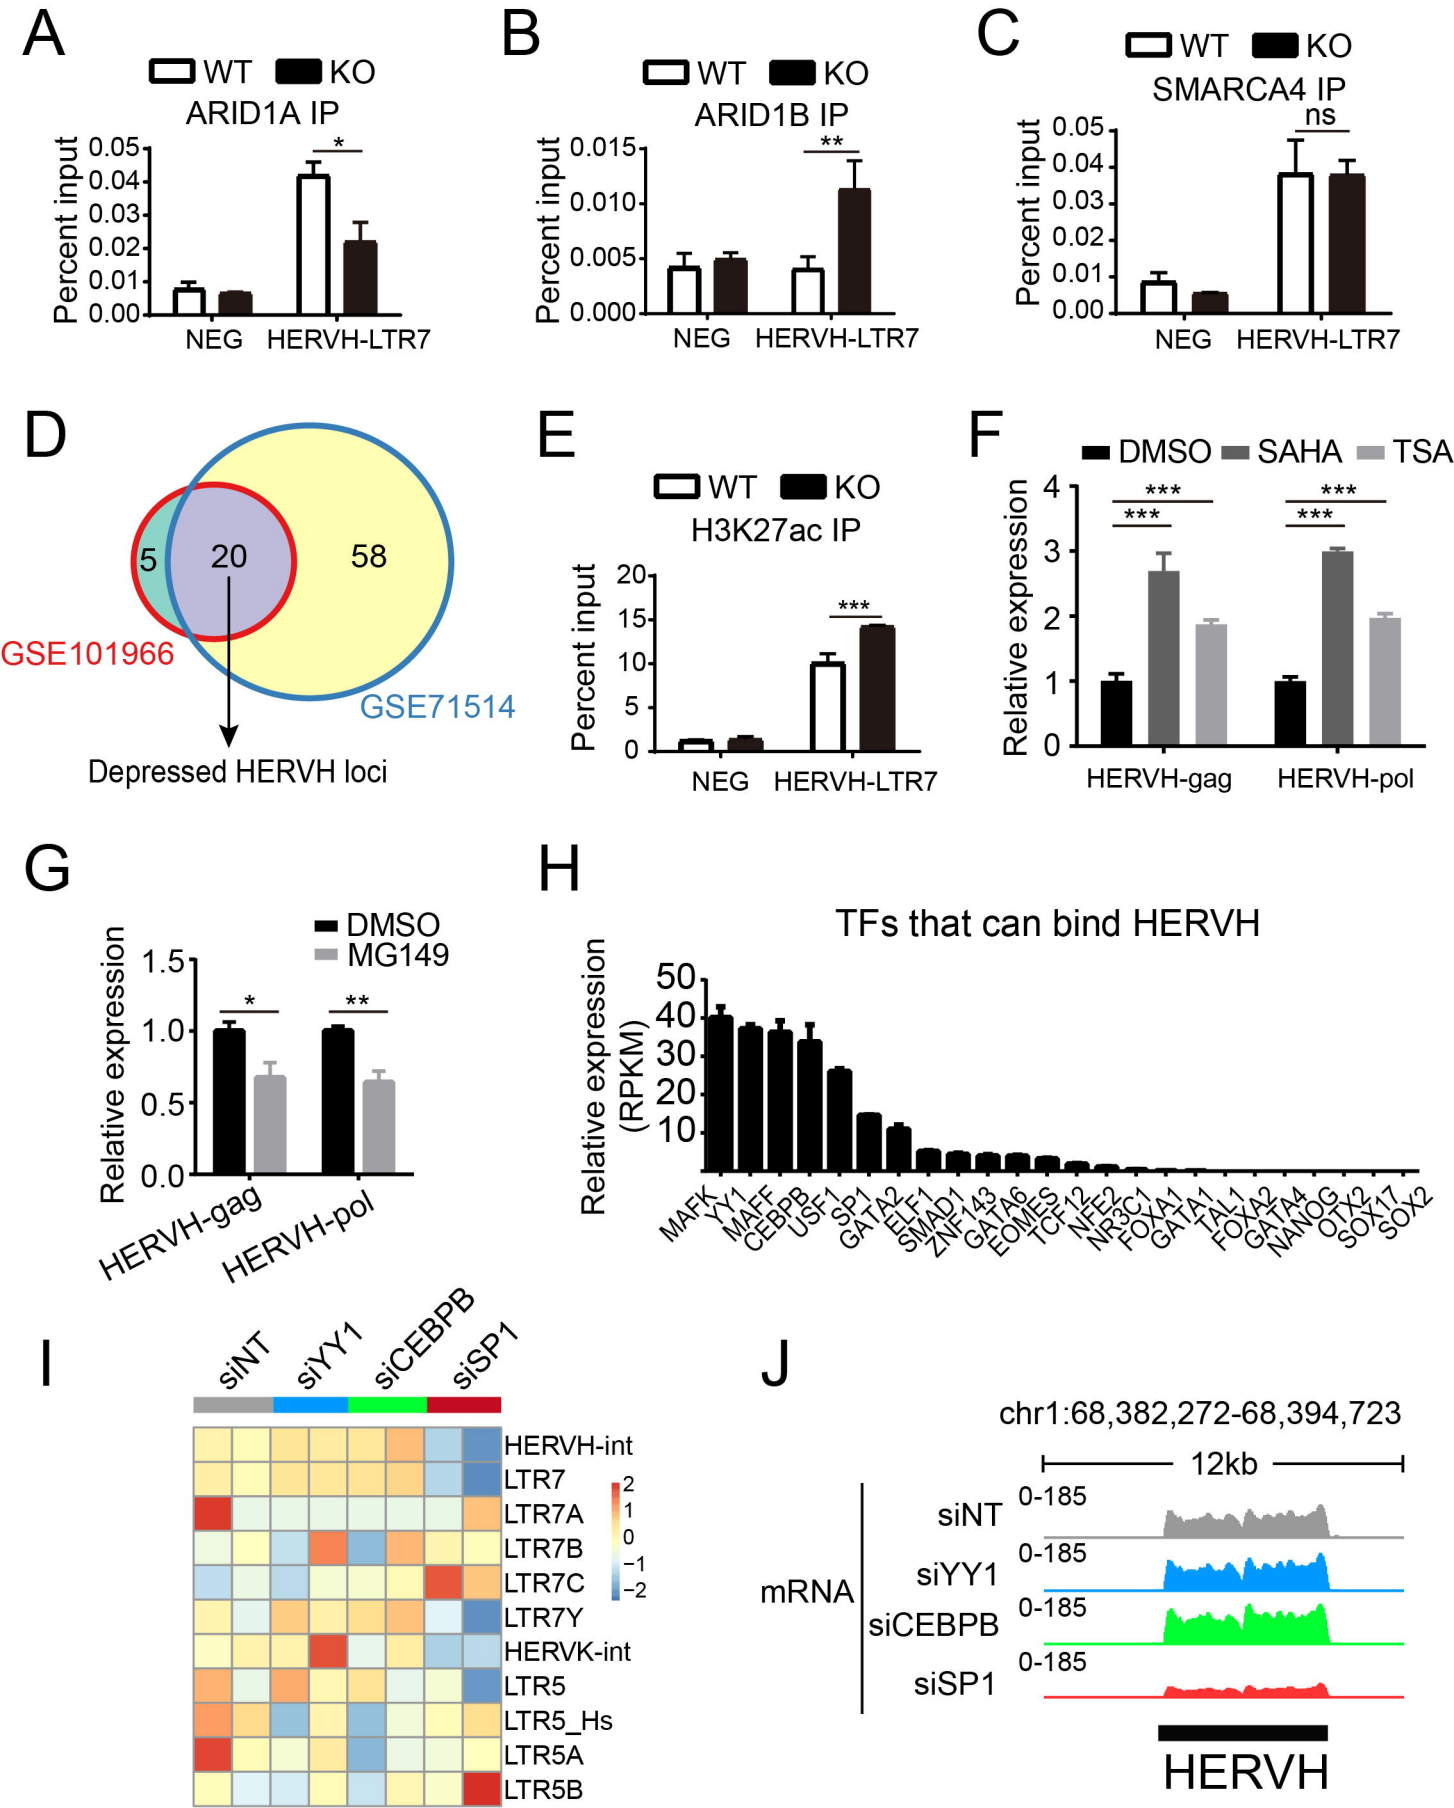 A
WT KO
ARID1A IP
Percent input
0.05
0.04
0.03
0.02
0.01
0.00
*
NEG HERVH-LTR7
B
WT KO
ARID1B IP
Percent input
0.015
0.010
0.005
0.000
**
NEG HERVH-LTR7
C
WT KO
SMARCA4 IP
Percent input
0.05
0.04
0.03
0.02
0.01
0.00
ns
NEG HERVH-LTR7
D
5 20 58
GSE101966
GSE71514
Depressed HERVH loci
E
WT KO
H3K27ac IP
Percent input
20
15
10
5
0
***
NEG HERVH-LTR7
F
DMSO SAHA TSA
Relative expression
4
3
2
1
0
*** ***
*** ***
HERVH-gag HERVH-pol
G
DMSO
MG149
Relative expression
1.5
1.0
0.5
0.0
* **
HERVH-gag
HERVH-pol
H
TFs that can bind HERVH
Relative expression
(RPKM)
50
40
30
20
10
MAFK
YY1
MAFF
CEBPB
USF1
SP1
GATA2
ELF1
SMAD1
ZNF143
GATA6
EOMES
TCF12
NFE2
NR3C1
FOXA1
GATA1
TAL1
FOXA2
GATA4
NANOG
OTX2
SOX17
SOX2
I
siNT siYY1 siCEBPB siSP1
HERVH-int
LTR7
LTR7A
LTR7B
LTR7C
LTR7Y
HERVK-int
LTR5
LTR5_Hs
LTR5A
LTR5B
2
1
0
−1
−2
J
chr1:68,382,272-68,394,723
12kb
mRNA
siNT 0-185
siYY1 0-185
siCEBPB 0-185
siSP1 0-185
HERVH